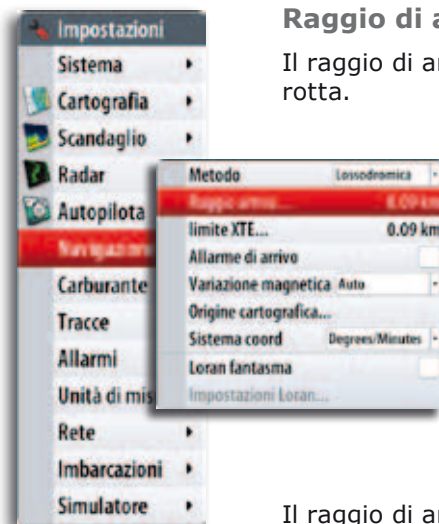 Raggio di a
Il raggio di ar
rotta.
Impostazioni
Sistema
Cartografia
Scandaglio
Radar
Autopilota
Navigazione
Carburante
Tracce
Allarmi
Unità di mis
Rete
Imbarcazioni
Simulatore
Metodo Lossodromica
Raggio arrivo... 0.09 km
limite XTE... 0.09 km
Allarme di arrivo
Variazione magnetica Auto
Origine cartografica...
Sistema coord Degrees/Minutes
Loran fantasma
Impostazioni Loran...
Il raggio di ar